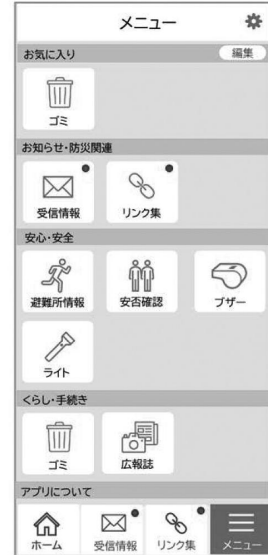 メニュー
お気に入り 編集
ゴミ
お知らせ・防災関連
受信情報 リンク集
安心・安全
避難所情報 安否確認 ブザー
ライト
くらし・手続き
ゴミ 広報誌
アプリについて
ホーム 受信情報 リンク集 メニュー